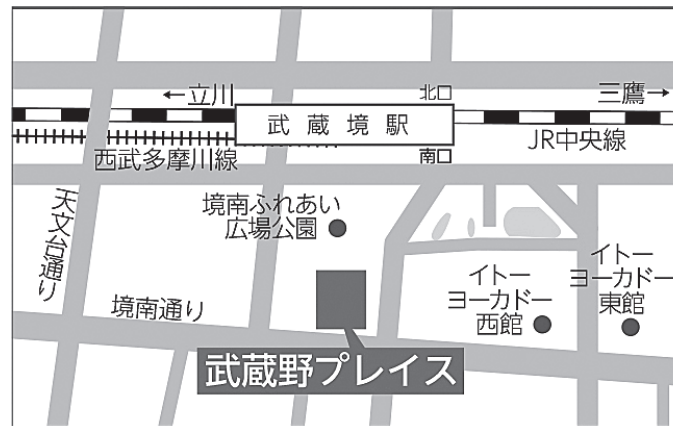 ←立川
北口
三鷹→
武蔵境駅
JR中央線
西武多摩川線
南口
天文台通り
境南ふれあい
広場公園
境南通り
イトー
ヨーカドー
西館
イトー
ヨーカドー
東館
武蔵野プレイス